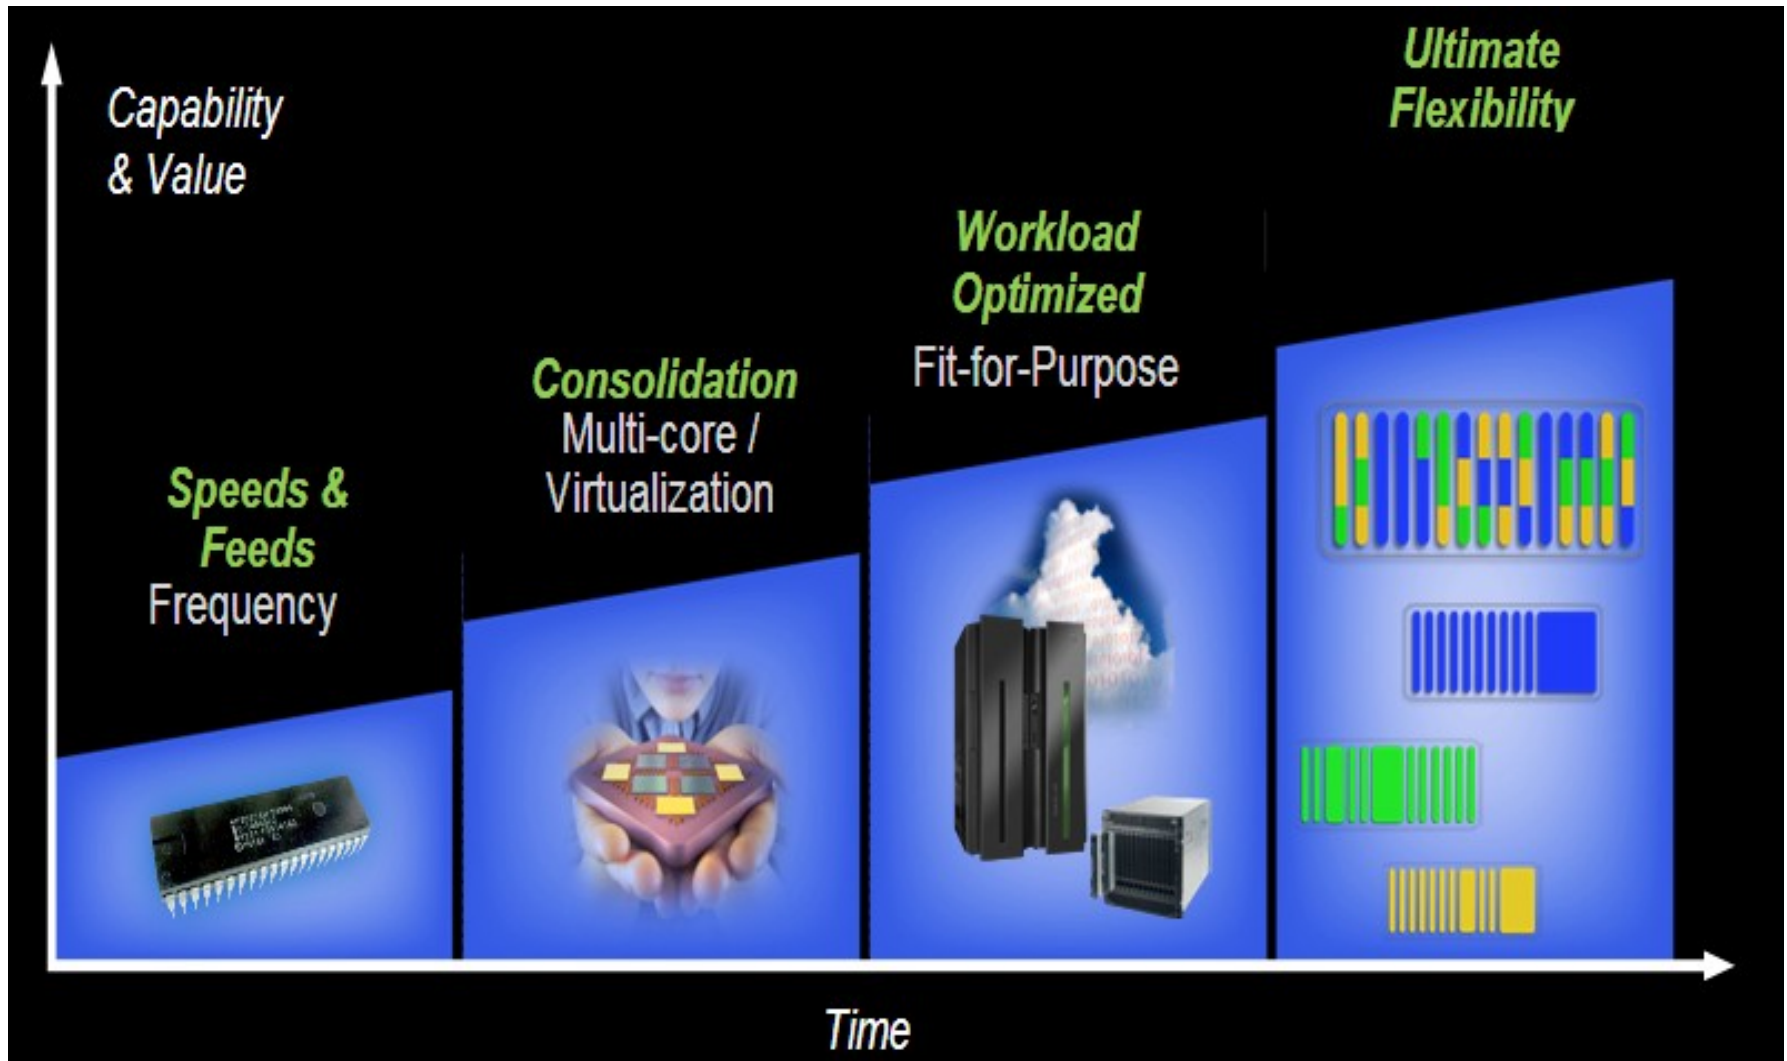 Capability
& Value
Speeds &
Feeds
Frequency
Consolidation
Multi-core /
Virtualization
Workload
Optimized
Fit-for-Purpose
Ultimate
Flexibility
Time